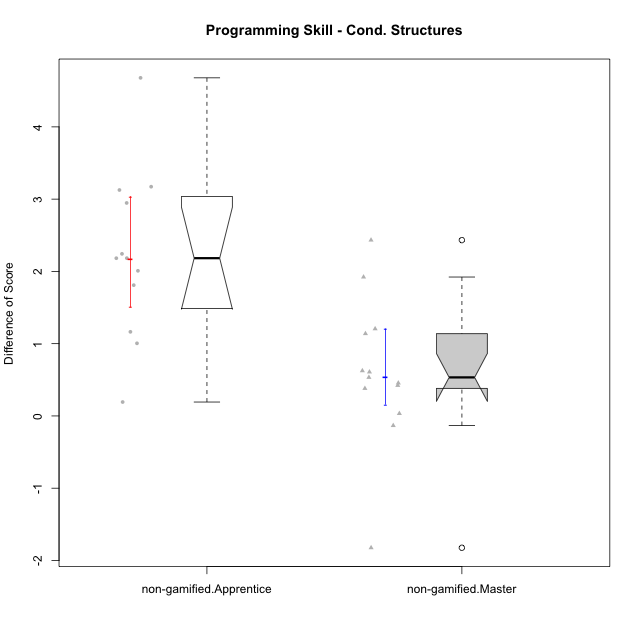 Programming Skill - Cond. Structures
Difference of Score
4
3
2
1
0
-1
-2
non-gamified.Apprentice
non-gamified.Master